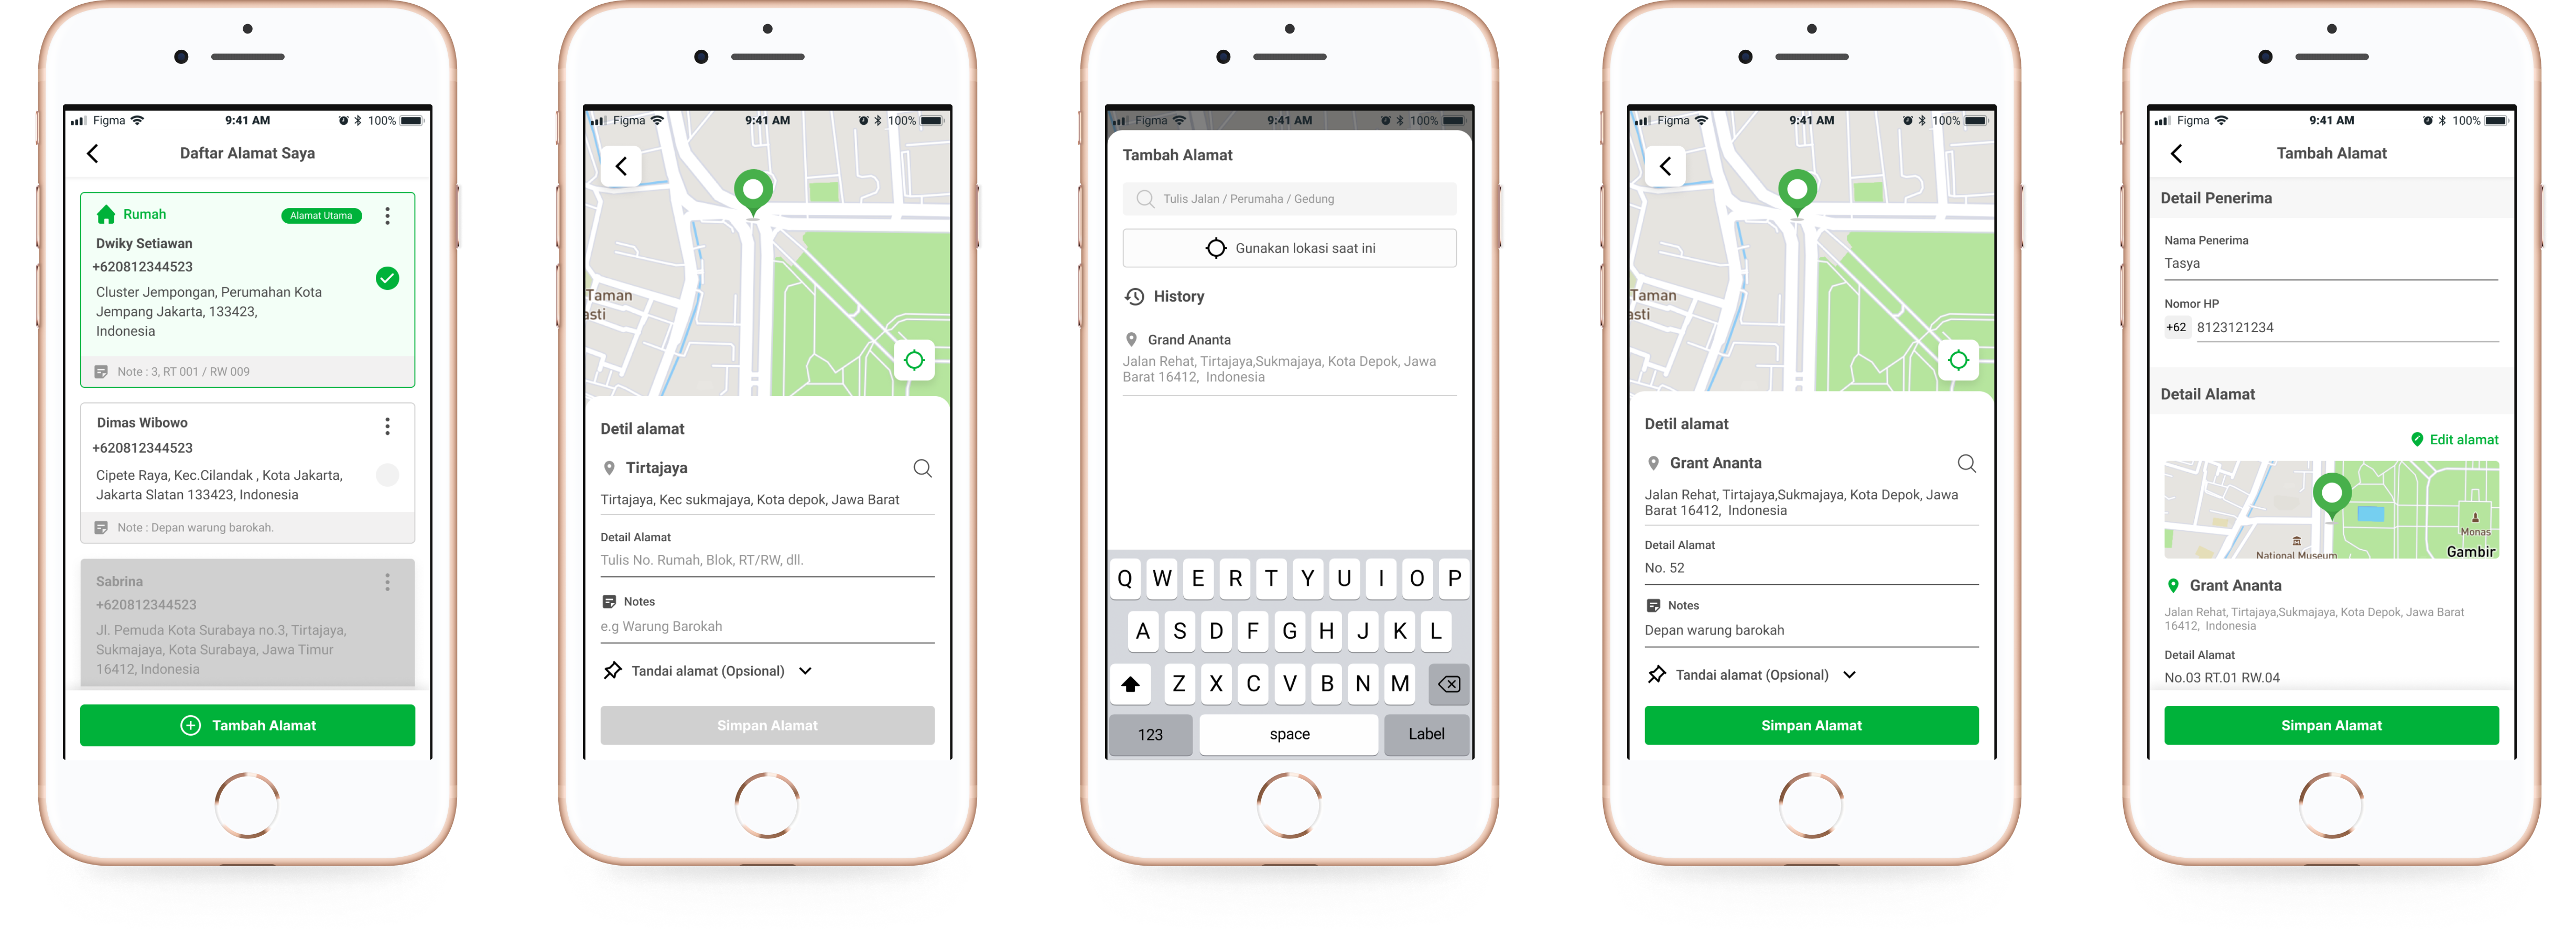 Figma
9:41 AM
100%
Daftar Alamat Saya
Rumah
Alamat Utama
Dwiky Setiawan
+620812344523
Cluster Jempongan, Perumahan Kota
Jempang Jakarta, 133423,
Indonesia
Note : 3, RT 001 / RW 009
Dimas Wibowo
+620812344523
Cipete Raya, Kec.Cilandak , Kota Jakarta,
Jakarta Slatan 133423, Indonesia
Note : Depan warung barokah.
Sabrina
+620812344523
Jl. Pemuda Kota Surabaya no.3, Tirtajaya,
Sukmajaya, Kota Surabaya, Jawa Timur
16412, Indonesia
Tambah Alamat
Figma
9:41 AM
100%
Taman
asti
Detil alamat
Tirtajaya
Tirtajaya, Kec sukmajaya, Kota depok, Jawa Barat
Detail Alamat
Tulis No. Rumah, Blok, RT/RW, dll.
Notes
e.g Warung Barokah
Tandai alamat (Opsional)
Simpan Alamat
Figma
9:41 AM
100%
Tambah Alamat
Tulis Jalan / Perumaha / Gedung
Gunakan lokasi saat ini
History
Grand Ananta
Jalan Rehat, Tirtajaya,Sukmajaya, Kota Depok, Jawa
Barat 16412, Indonesia
Q W E R T Y U I O P
A S D F G H J K L
Z X C V B N M
123
space
Label
Figma
9:41 AM
100%
Taman
asti
Detil alamat
Grant Ananta
Jalan Rehat, Tirtajaya,Sukmajaya, Kota Depok, Jawa
Barat 16412, Indonesia
Detail Alamat
No. 52
Notes
Depan warung barokah
Tandai alamat (Opsional)
Simpan Alamat
Figma
9:41 AM
100%
Tambah Alamat
Detail Penerima
Nama Penerima
Tasya
Nomor HP
+62 8123121234
Detail Alamat
Edit alamat
Monas
National Museum
Gambir
Grant Ananta
Jalan Rehat, Tirtajaya,Sukmajaya, Kota Depok, Jawa Barat
16412, Indonesia
Detail Alamat
No.03 RT.01 RW.04
Simpan Alamat